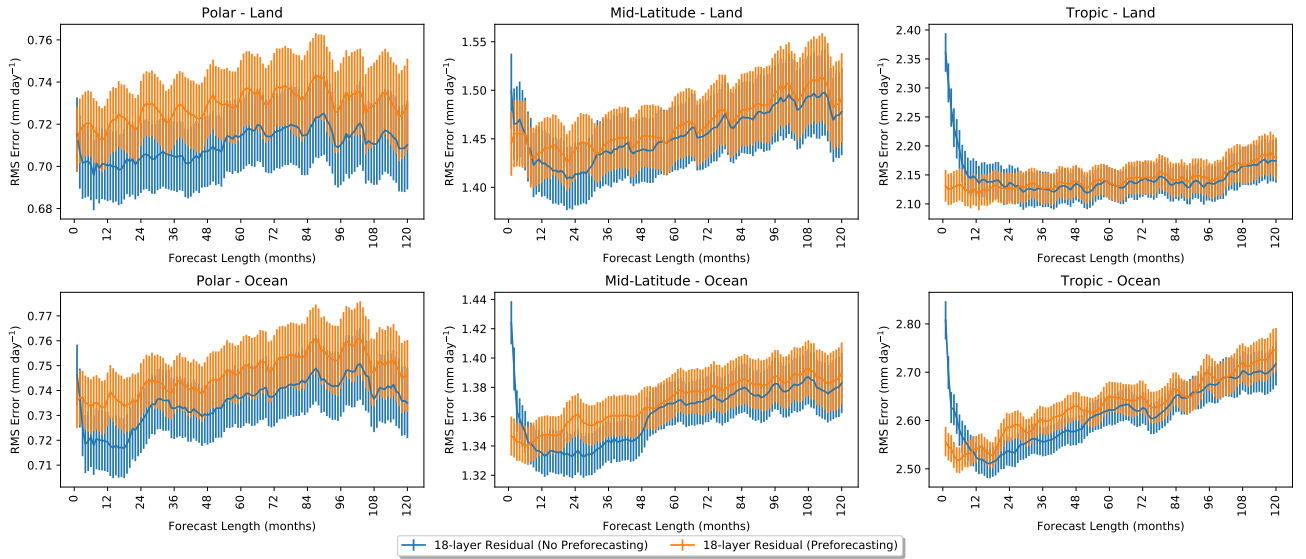 Polar - Land
RMS Error (mm day⁻¹)
0.76
0.74
0.72
0.70
0.68
0 12 24 36 48 60 72 84 96 108 120
Forecast Length (months)
Mid-Latitude - Land
RMS Error (mm day⁻¹)
1.55
1.50
1.45
1.40
0 12 24 36 48 60 72 84 96 108 120
Forecast Length (months)
Tropic - Land
RMS Error (mm day⁻¹)
2.40
2.35
2.30
2.25
2.20
2.15
2.10
0 12 24 36 48 60 72 84 96 108 120
Forecast Length (months)
Polar - Ocean
RMS Error (mm day⁻¹)
0.77
0.76
0.75
0.74
0.73
0.72
0.71
0 12 24 36 48 60 72 84 96 108 120
Forecast Length (months)
Mid-Latitude - Ocean
RMS Error (mm day⁻¹)
1.44
1.42
1.40
1.38
1.36
1.34
1.32
0 12 24 36 48 60 72 84 96 108 120
Forecast Length (months)
Tropic - Ocean
RMS Error (mm day⁻¹)
2.80
2.70
2.60
2.50
0 12 24 36 48 60 72 84 96 108 120
Forecast Length (months)
18-layer Residual (No Preforecasting)
18-layer Residual (Preforecasting)